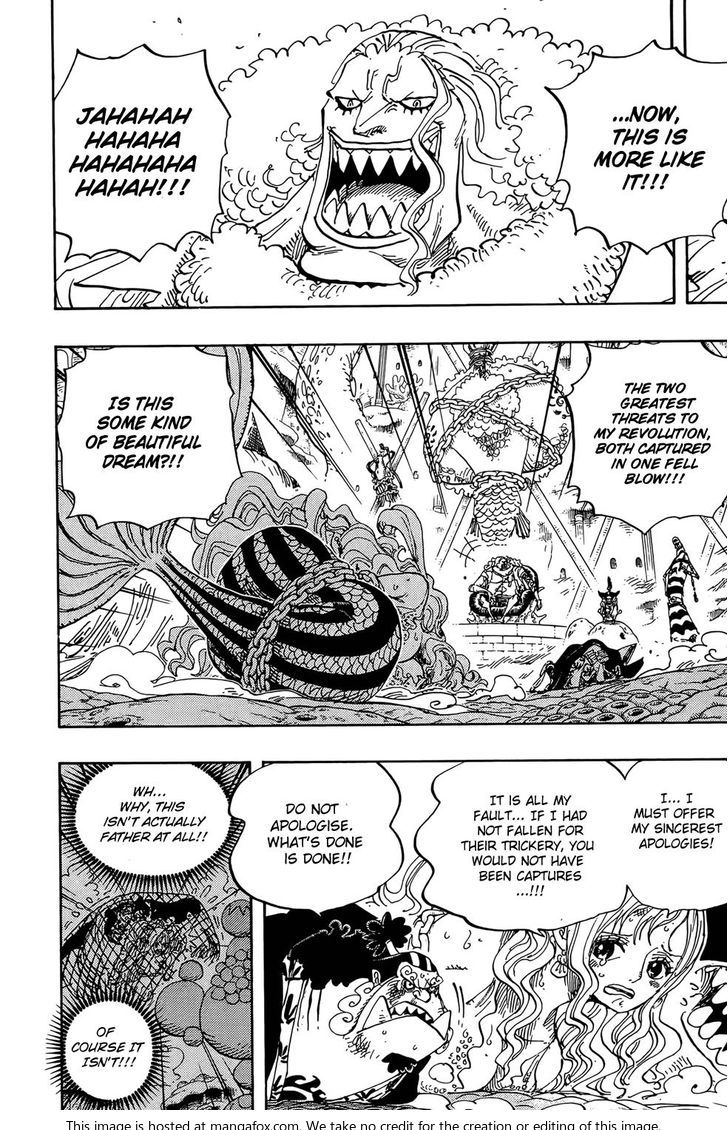 ...NOW,
THIS IS
MORE LIKE
IT!!!
JAHAHAH
HAHAHA
HAHAHAHA
HAHAH!!!
THE TWO
GREATEST
THREATS TO
MY REVOLUTION,
BOTH CAPTURED
IN ONE FELL
BLOW!!!
IS THIS
SOME KIND
OF BEAUTIFUL
DREAM?!!
I... I
MUST OFFER
MY SINCEREST
APOLOGIES!
IT IS ALL MY
FAULT... IF I HAD
NOT FALLEN FOR
THEIR TRICKERY, YOU
WOULD NOT HAVE
BEEN CAPTURES
...!!!
DO NOT
APOLOGISE.
WHAT'S DONE
IS DONE!!
WH...
WHY, THIS
ISN'T ACTUALLY
FATHER AT ALL!!
OF
COURSE IT
ISN'T!!!
This image is hosted at mangafox.com. We take no credit for the creation or editing of this image.